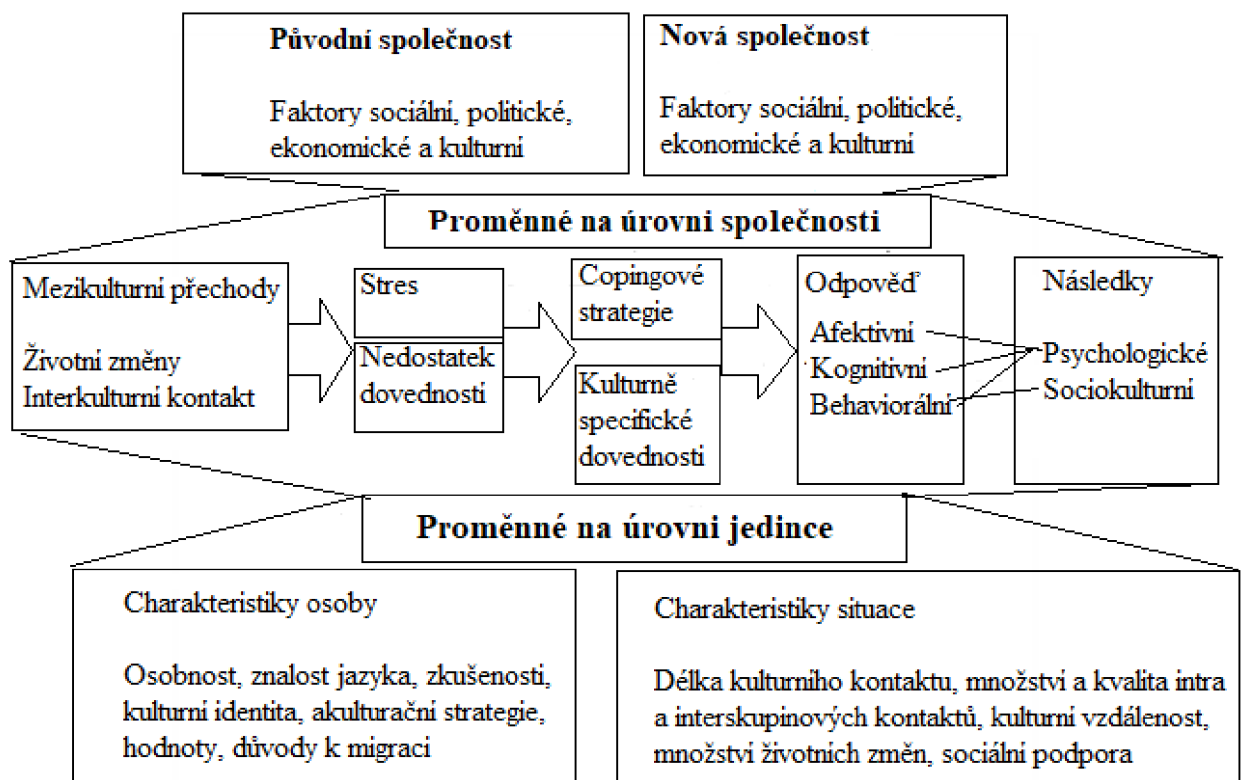 Původní společnost
Faktory sociální, politické,
ekonomické a kulturní
Nová společnost
Faktory sociální, politické,
ekonomické a kulturní
Proměnné na úrovni společnosti
Mezikulturní přechody
Životní změny
Interkulturní kontakt
Stres
Nedostatek
dovedností
Copingové
strategie
Kulturně
specifické
dovednosti
Odpověď
Afektivní
Kognitivní
Behaviorální
Následky
Psychologické
Sociokulturní
Proměnné na úrovni jedince
Charakteristiky osoby
Osobnost, znalost jazyka, zkušenosti,
kulturní identita, akulturační strategie,
hodnoty, důvody k migraci
Charakteristiky situace
Délka kulturního kontaktu, množství a kvalita intra
a interskupinových kontaktů, kulturní vzdálenost,
množství životních změn, sociální podpora